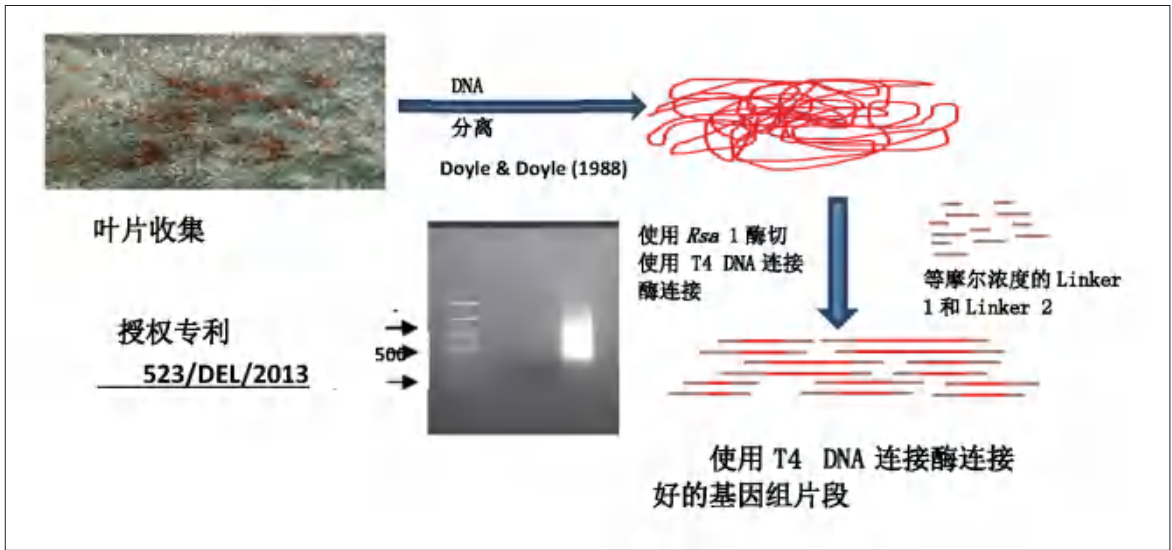 DNA
分离
Doyle & Doyle (1988)
叶片收集
使用 Rsa 1 酶切
使用 T4 DNA 连接
酶连接
等摩尔浓度的 Linker
1 和 Linker 2
授权专利
523/DEL/2013
500
使用 T4 DNA 连接酶连接
好的基因组片段